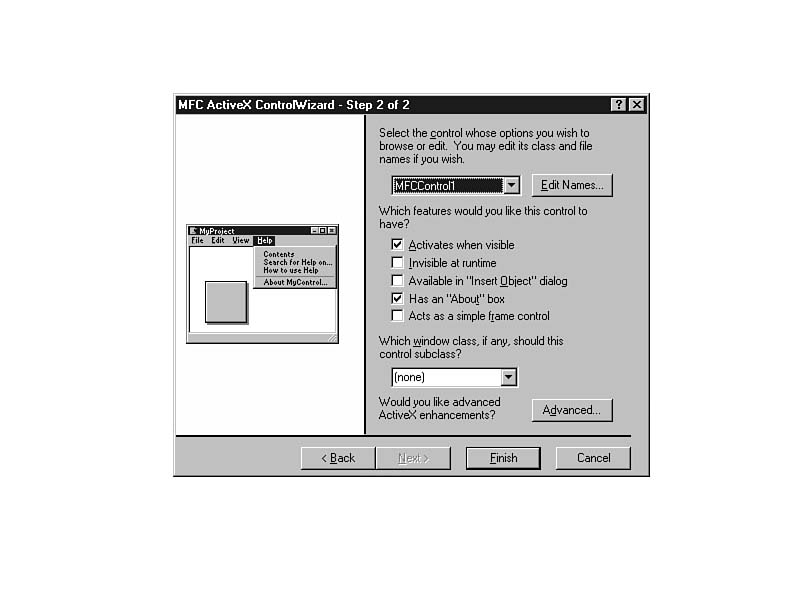 MFC ActiveX ControlWizard - Step 2 of 2
Select the control whose options you wish to
browse or edit. You may edit its class and file
names if you wish.
MFCControl1
Edit Names...
Which features would you like this control to
have?
Activates when visible
Invisible at runtime
Available in "Insert Object" dialog
Has an "About" box
Acts as a simple frame control
Which window class, if any, should this
control subclass?
(none)
Would you like advanced
ActiveX enhancements?
Advanced...
MyProject
File Edit View Help
Contents
Search for Help on...
How to use Help
About MyControl...
< Back
Next >
Finish
Cancel